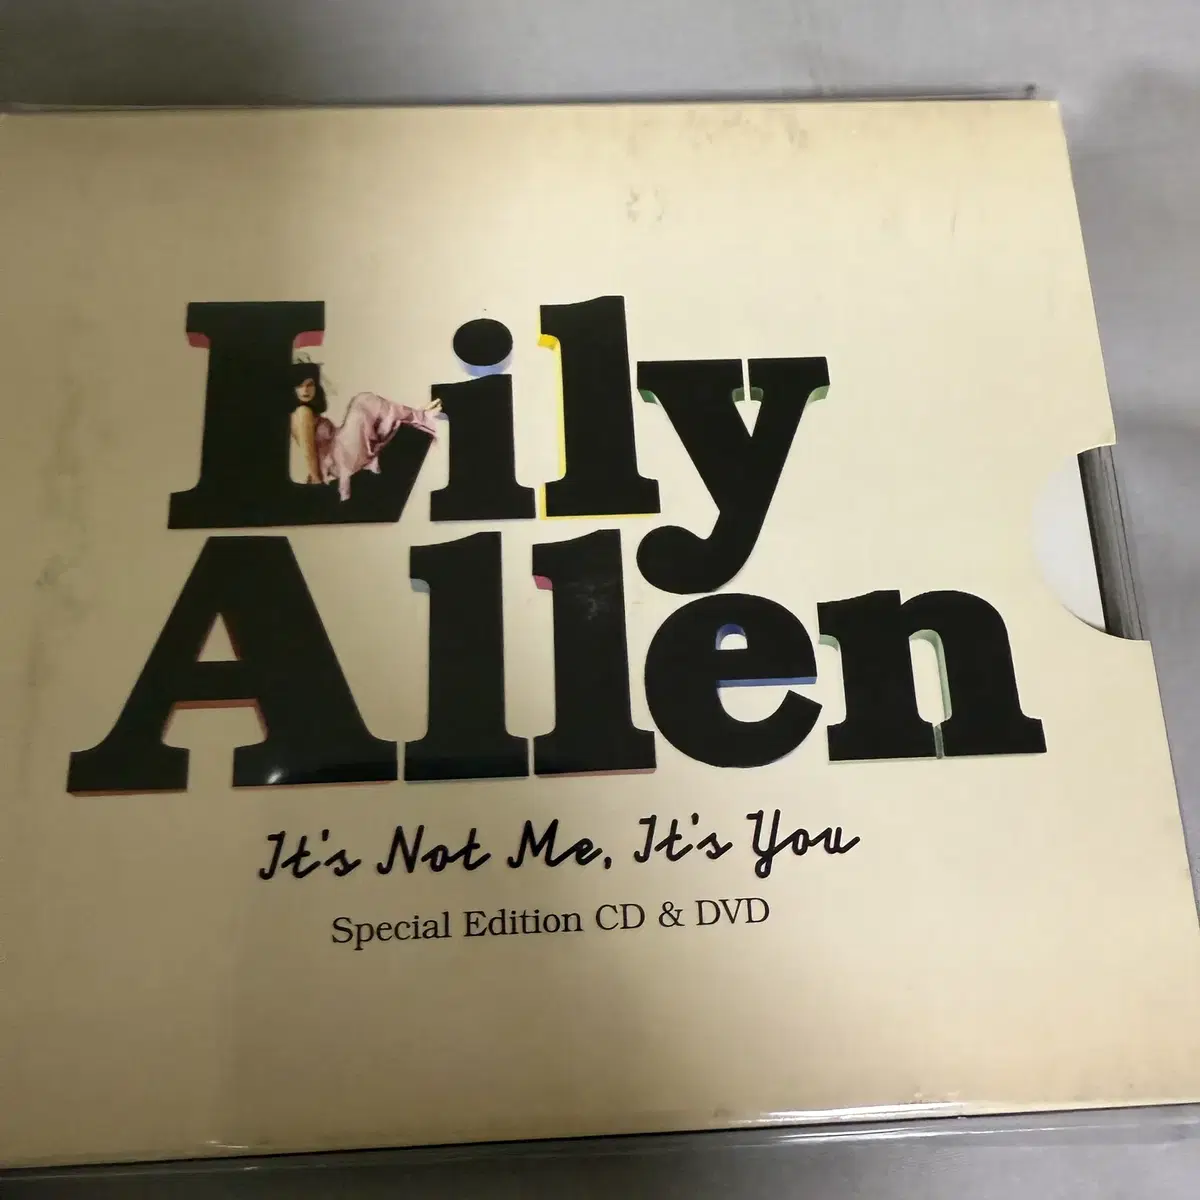 Lily
Allen
It's Not Me, It's You
Special Edition CD & DVD